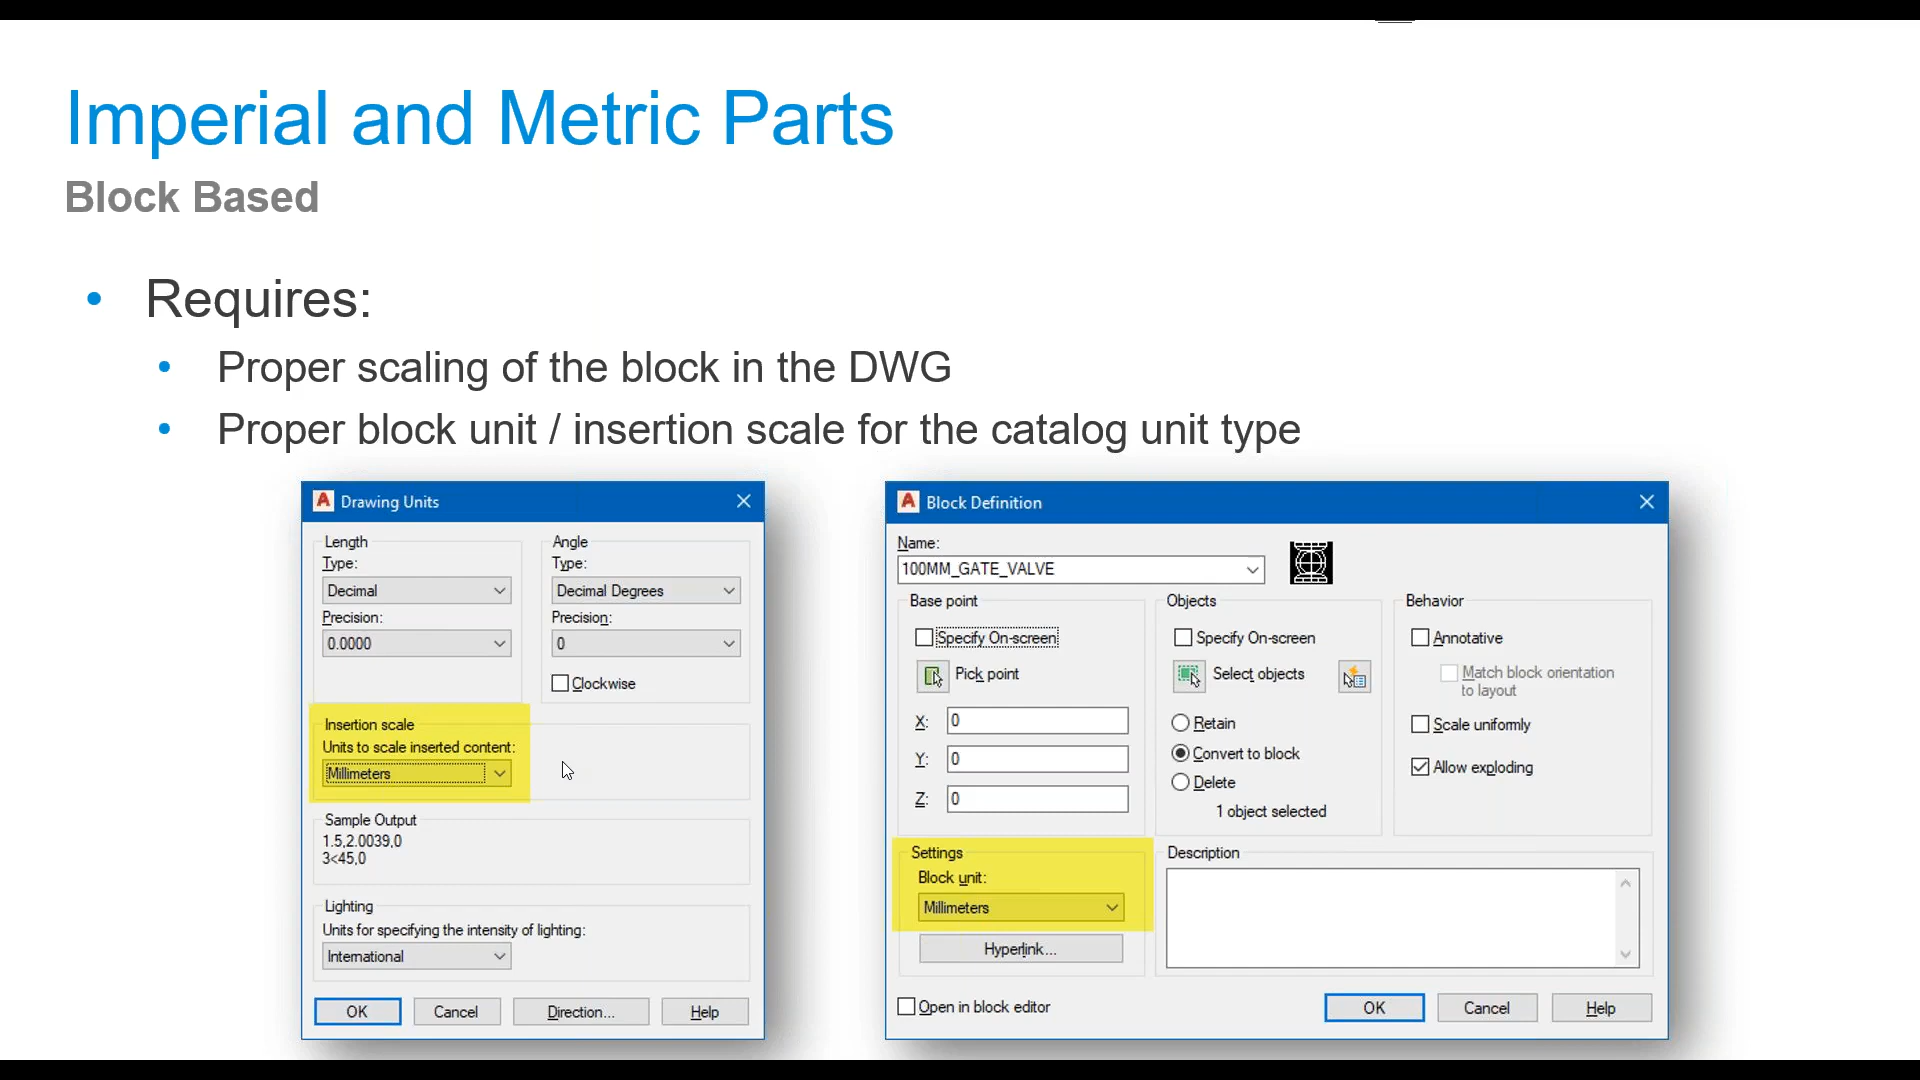 Imperial and Metric Parts
Block Based
• Requires:
• Proper scaling of the block in the DWG
• Proper block unit / insertion scale for the catalog unit type
A Drawing Units
Length
Type:
Decimal
Precision:
0.0000
Angle
Type:
Decimal Degrees
Precision:
0
Clockwise
Insertion scale
Units to scale inserted content:
Millimeters
Sample Output
1.5,2.0039,0
3<45,0
Lighting
Units for specifying the intensity of lighting:
International
OK Cancel Direction... Help
A Block Definition
Name:
100MM_GATE_VALVE
Base point
Specify On-screen
Pick point
X: 0
Y: 0
Z: 0
Objects
Specify On-screen
Select objects
Retain
Convert to block
Delete
1 object selected
Behavior
Annotative
Match block orientation
to layout
Scale uniformly
Allow exploding
Settings
Block unit:
Millimeters
Hyperlink...
Description
Open in block editor
OK Cancel Help